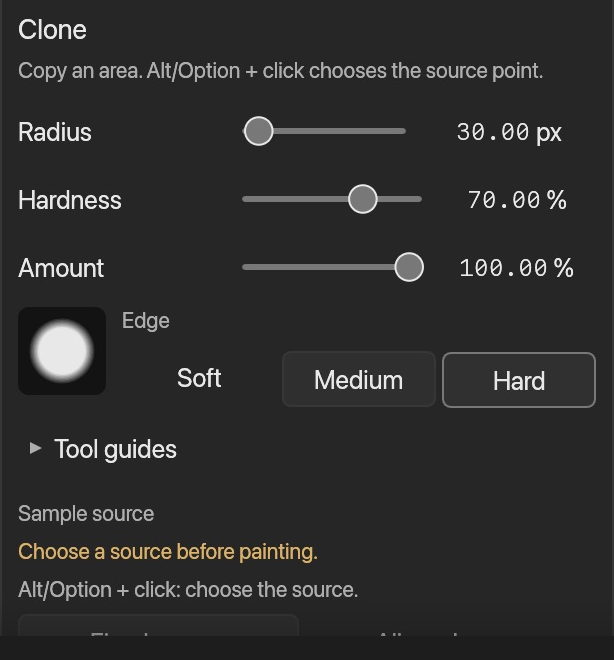 Clone
Copy an area. Alt/Option + click chooses the source point.
Radius 30.00 px
Hardness 70.00 %
Amount 100.00 %
Edge
Soft Medium Hard
▶ Tool guides
Sample source
Choose a source before painting.
Alt/Option + click: choose the source.